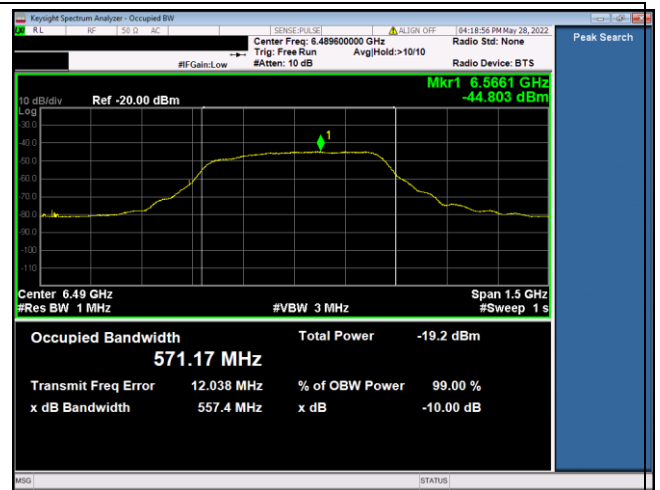 Keysight Spectrum Analyzer - Occupied BW
RL RF 50 Ω AC SENSE:PULSE ALIGN OFF 04:18:56 PM May 28, 2022
Center Freq: 6.489600000 GHz Radio Std: None Peak Search
Trig: Free Run Avg|Hold:>10/10
#IFGain:Low #Atten: 10 dB Radio Device: BTS
Mkr1 6.5661 GHz
10 dB/div Ref -20.00 dBm -44.803 dBm
Log
-30.0
1
-40.0
-50.0
-60.0
-70.0
-80.0
-90.0
-100
-110
Center 6.49 GHz Span 1.5 GHz
#Res BW 1 MHz #VBW 3 MHz #Sweep 1 s
Occupied Bandwidth Total Power -19.2 dBm
571.17 MHz
Transmit Freq Error 12.038 MHz % of OBW Power 99.00 %
x dB Bandwidth 557.4 MHz x dB -10.00 dB
MSG STATUS